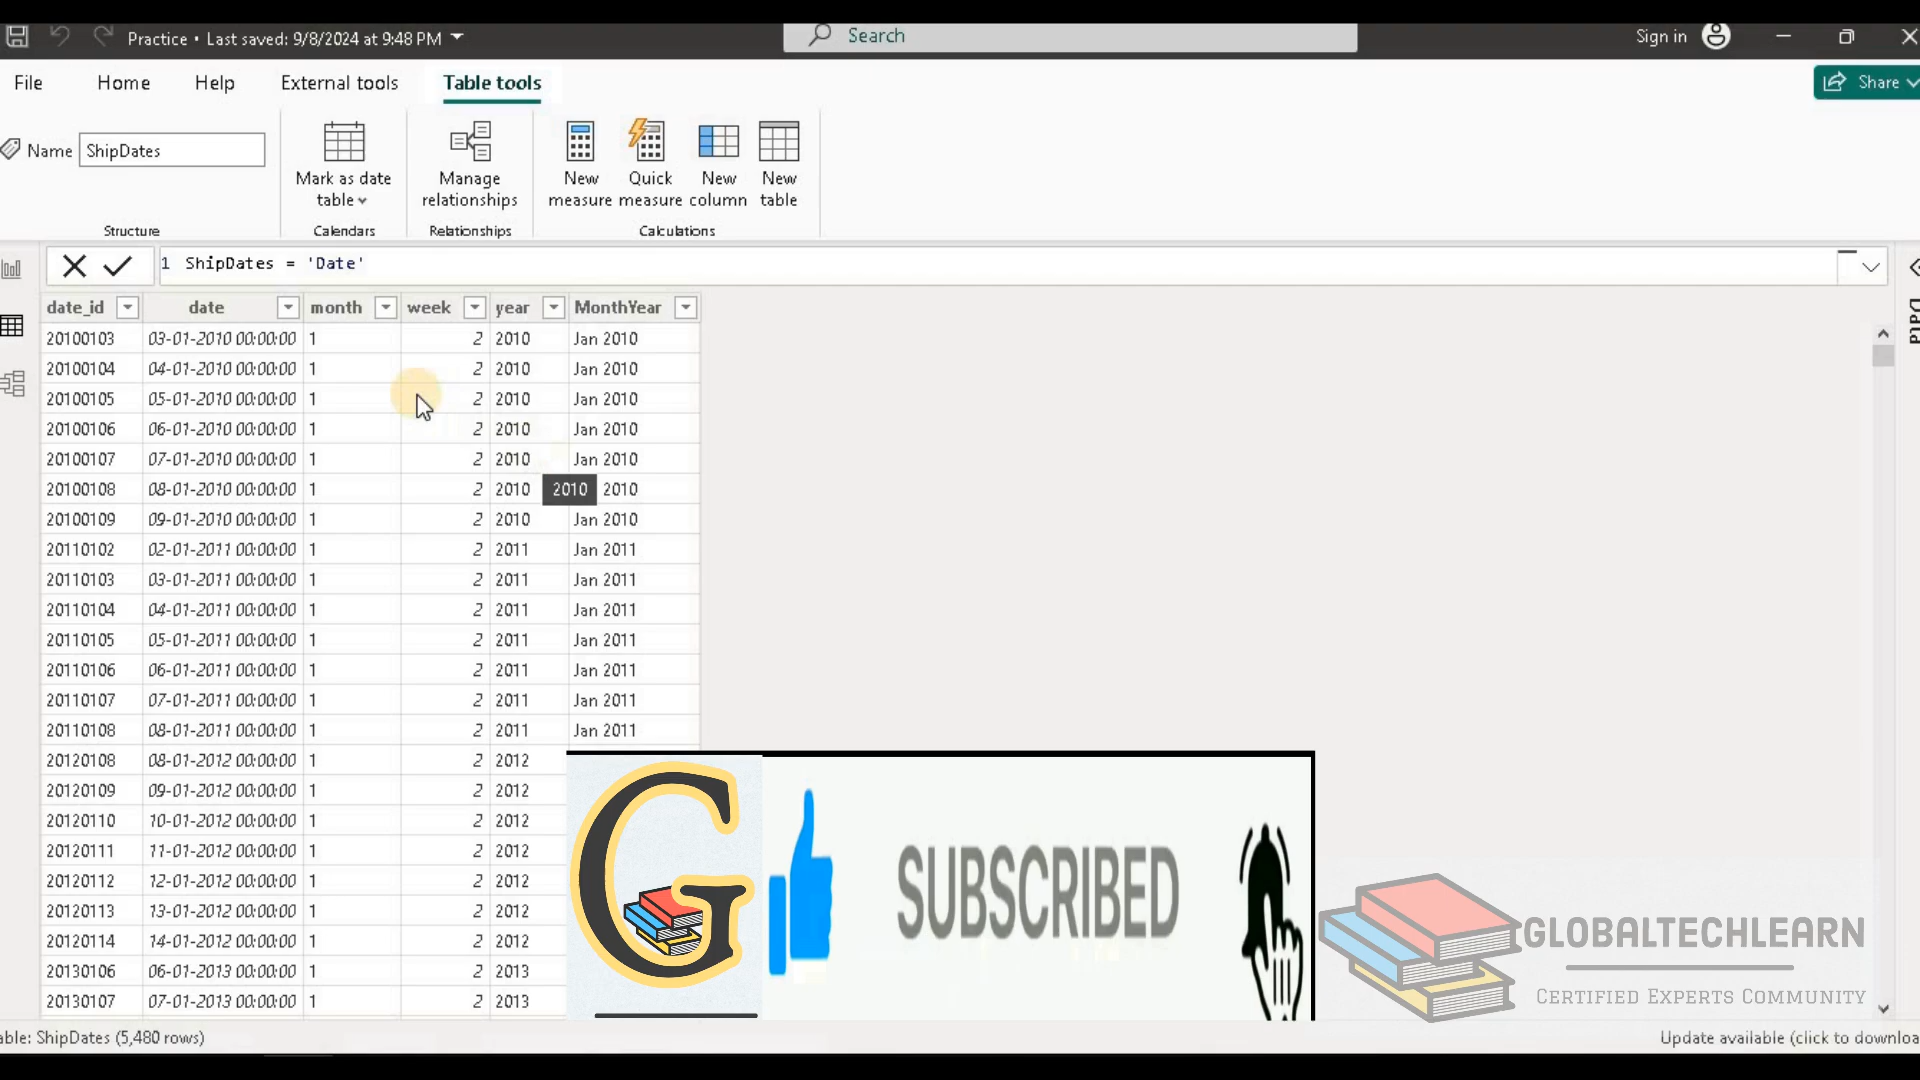 Practice • Last saved: 9/8/2024 at 9:48 PM
Search
Sign in
File Home Help External tools Table tools
Share
Name ShipDates
Mark as date table
Manage relationships
New measure
Quick measure
New column
New table
Structure Calendars Relationships Calculations
1 ShipDates = 'Date'
date_id date month week year MonthYear
20100103 03-01-2010 00:00:00 1 2 2010 Jan 2010
20100104 04-01-2010 00:00:00 1 2 2010 Jan 2010
20100105 05-01-2010 00:00:00 1 2 2010 Jan 2010
20100106 06-01-2010 00:00:00 1 2 2010 Jan 2010
20100107 07-01-2010 00:00:00 1 2 2010 Jan 2010
20100108 08-01-2010 00:00:00 1 2 2010 2010 2010
20100109 09-01-2010 00:00:00 1 2 2010 Jan 2010
20110102 02-01-2011 00:00:00 1 2 2011 Jan 2011
20110103 03-01-2011 00:00:00 1 2 2011 Jan 2011
20110104 04-01-2011 00:00:00 1 2 2011 Jan 2011
20110105 05-01-2011 00:00:00 1 2 2011 Jan 2011
20110106 06-01-2011 00:00:00 1 2 2011 Jan 2011
20110107 07-01-2011 00:00:00 1 2 2011 Jan 2011
20110108 08-01-2011 00:00:00 1 2 2011 Jan 2011
20120108 08-01-2012 00:00:00 1 2 2012
20120109 09-01-2012 00:00:00 1 2 2012
20120110 10-01-2012 00:00:00 1 2 2012
20120111 11-01-2012 00:00:00 1 2 2012
20120112 12-01-2012 00:00:00 1 2 2012
20120113 13-01-2012 00:00:00 1 2 2012
20120114 14-01-2012 00:00:00 1 2 2012
20130106 06-01-2013 00:00:00 1 2 2013
20130107 07-01-2013 00:00:00 1 2 2013
G
SUBSCRIBED
GLOBALTECHLEARN
CERTIFIED EXPERTS COMMUNITY
able: ShipDates (5,480 rows)
Update available (click to downloa